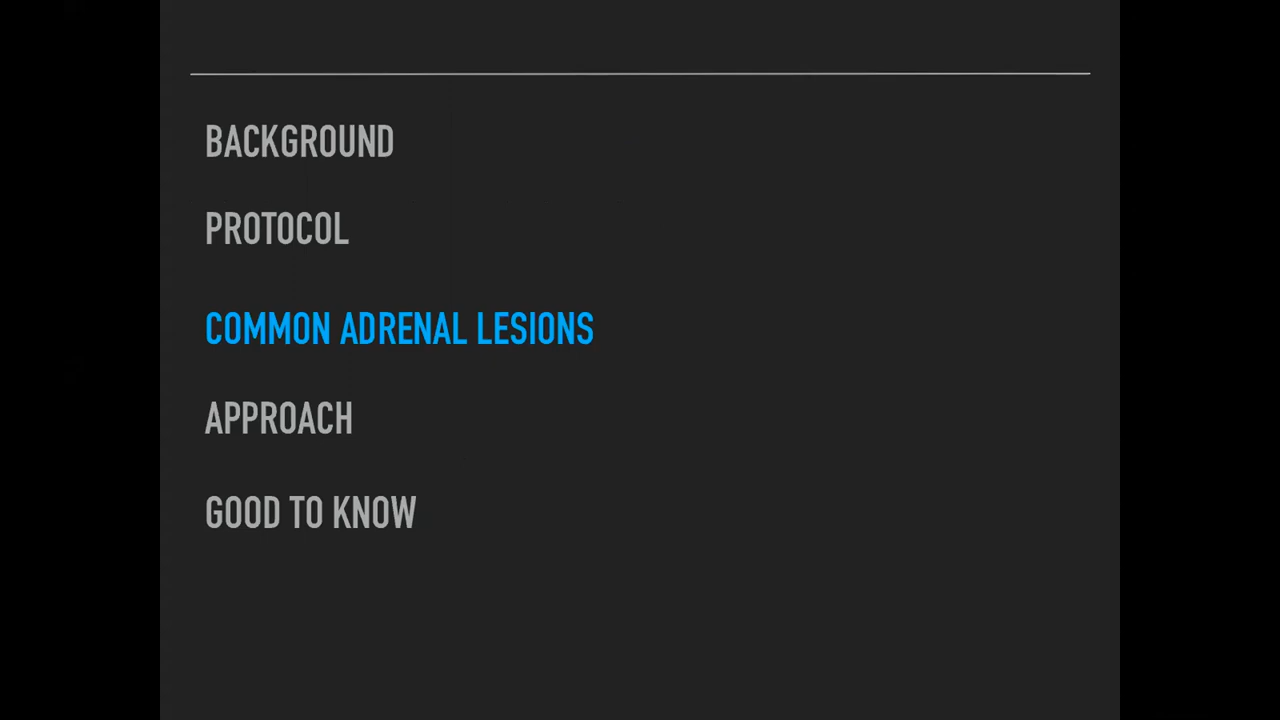 BACKGROUND
PROTOCOL
COMMON ADRENAL LESIONS
APPROACH
GOOD TO KNOW